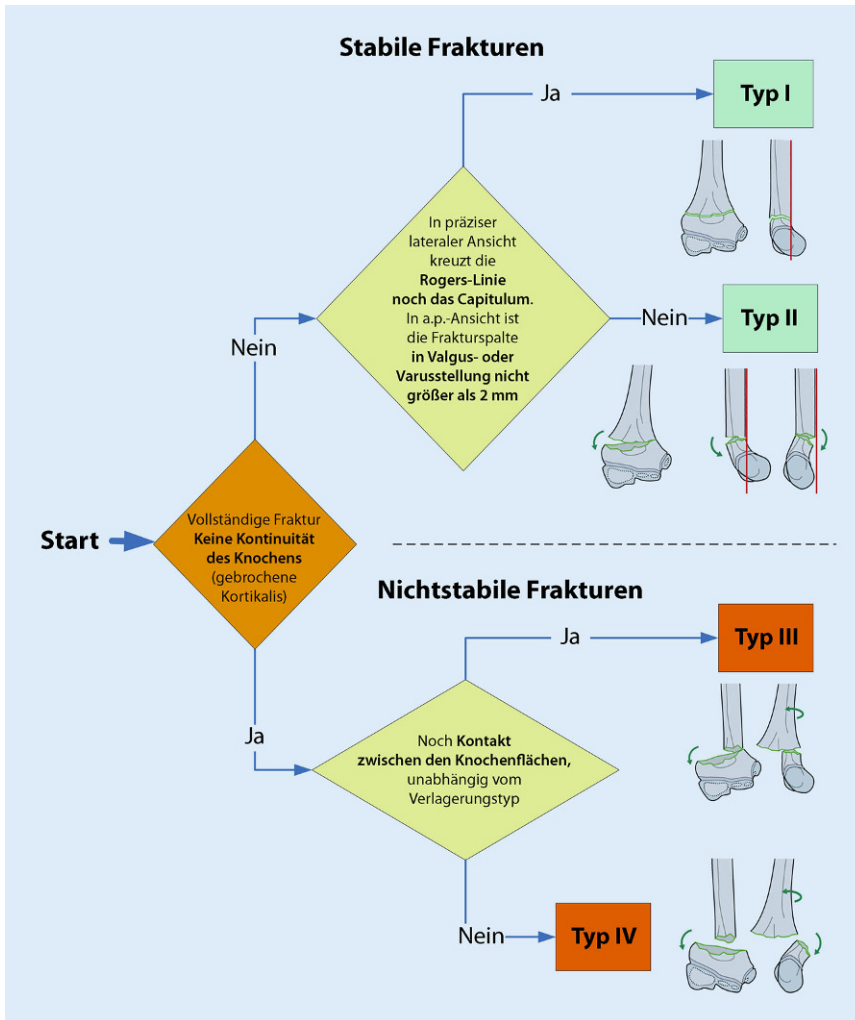 Stabile Frakturen
Ja
Typ I
In präziser
lateraler Ansicht
kreuzt die
Rogers-Linie
noch das Capitulum.
In a.p.-Ansicht ist
die Frakturspalte
in Valgus- oder
Varusstellung nicht
größer als 2 mm
Nein
Typ II
Nein
Start
Vollständige Fraktur
Keine Kontinuität
des Knochens
(gebrochene
Kortikalis)
Nichtstabile Frakturen
Ja
Typ III
Ja
Noch Kontakt
zwischen den Knochenflächen,
unabhängig vom
Verlagerungstyp
Nein
Typ IV